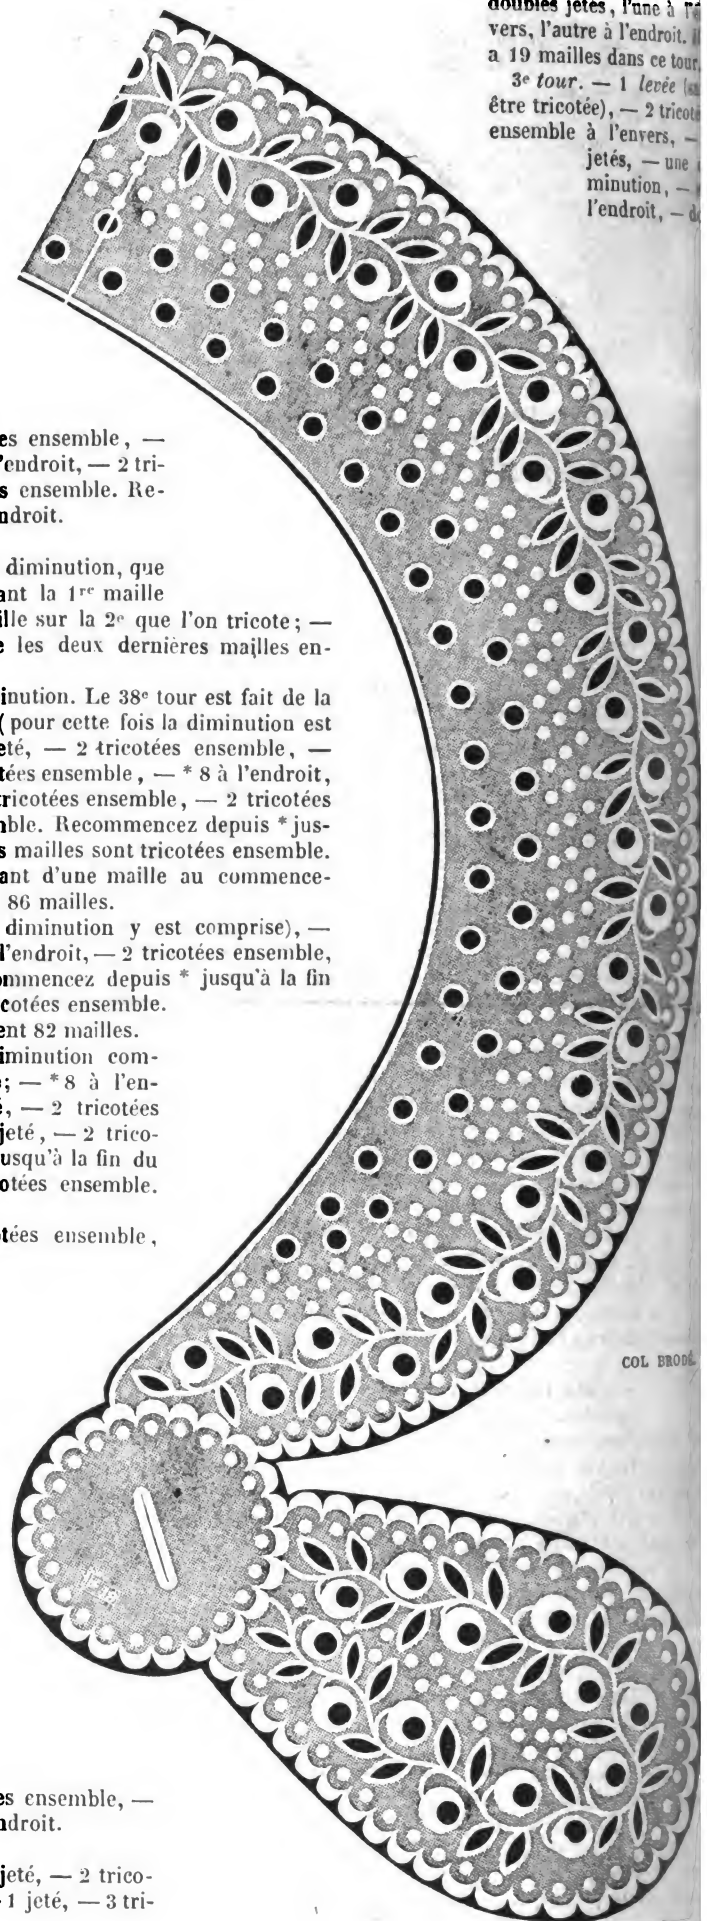 doubles jetés, l'une à l'e
vers, l'autre à l'endroit.
a 19 mailles dans ce tour,
3e tour. — 1 levée
être tricotée), — 2 tricoté
ensemble à l'envers, —
jetés, — une
minution, —
l'endroit, —
es ensemble, —
'endroit, — 2 tri-
s ensemble. Re-
ndroit.
diminution, que
ant la 1re maille
ille sur la 2e que l'on tricote; —
e les deux dernières mailles en-
inution. Le 38e tour est fait de la
( pour cette fois la diminution est
eté, — 2 tricotées ensemble, —
tées ensemble, — * 8 à l'endroit,
tricotées ensemble, — 2 tricotées
mble. Recommencez depuis * jus-
s mailles sont tricotées ensemble.
ant d'une maille au commence-
86 mailles.
diminution y est comprise), —
l'endroit, — 2 tricotées ensemble,
ommencez depuis * jusqu'à la fin
cotées ensemble.
ent 82 mailles.
iminution com-
; — * 8 à l'en-
é, — 2 tricotées
jeté, — 2 trico-
usqu'à la fin du
otées ensemble.
tées ensemble,
COL BRODÉ.
es ensemble, —
ndroit.
jeté, — 2 trico-
1 jeté, — 3 tri-